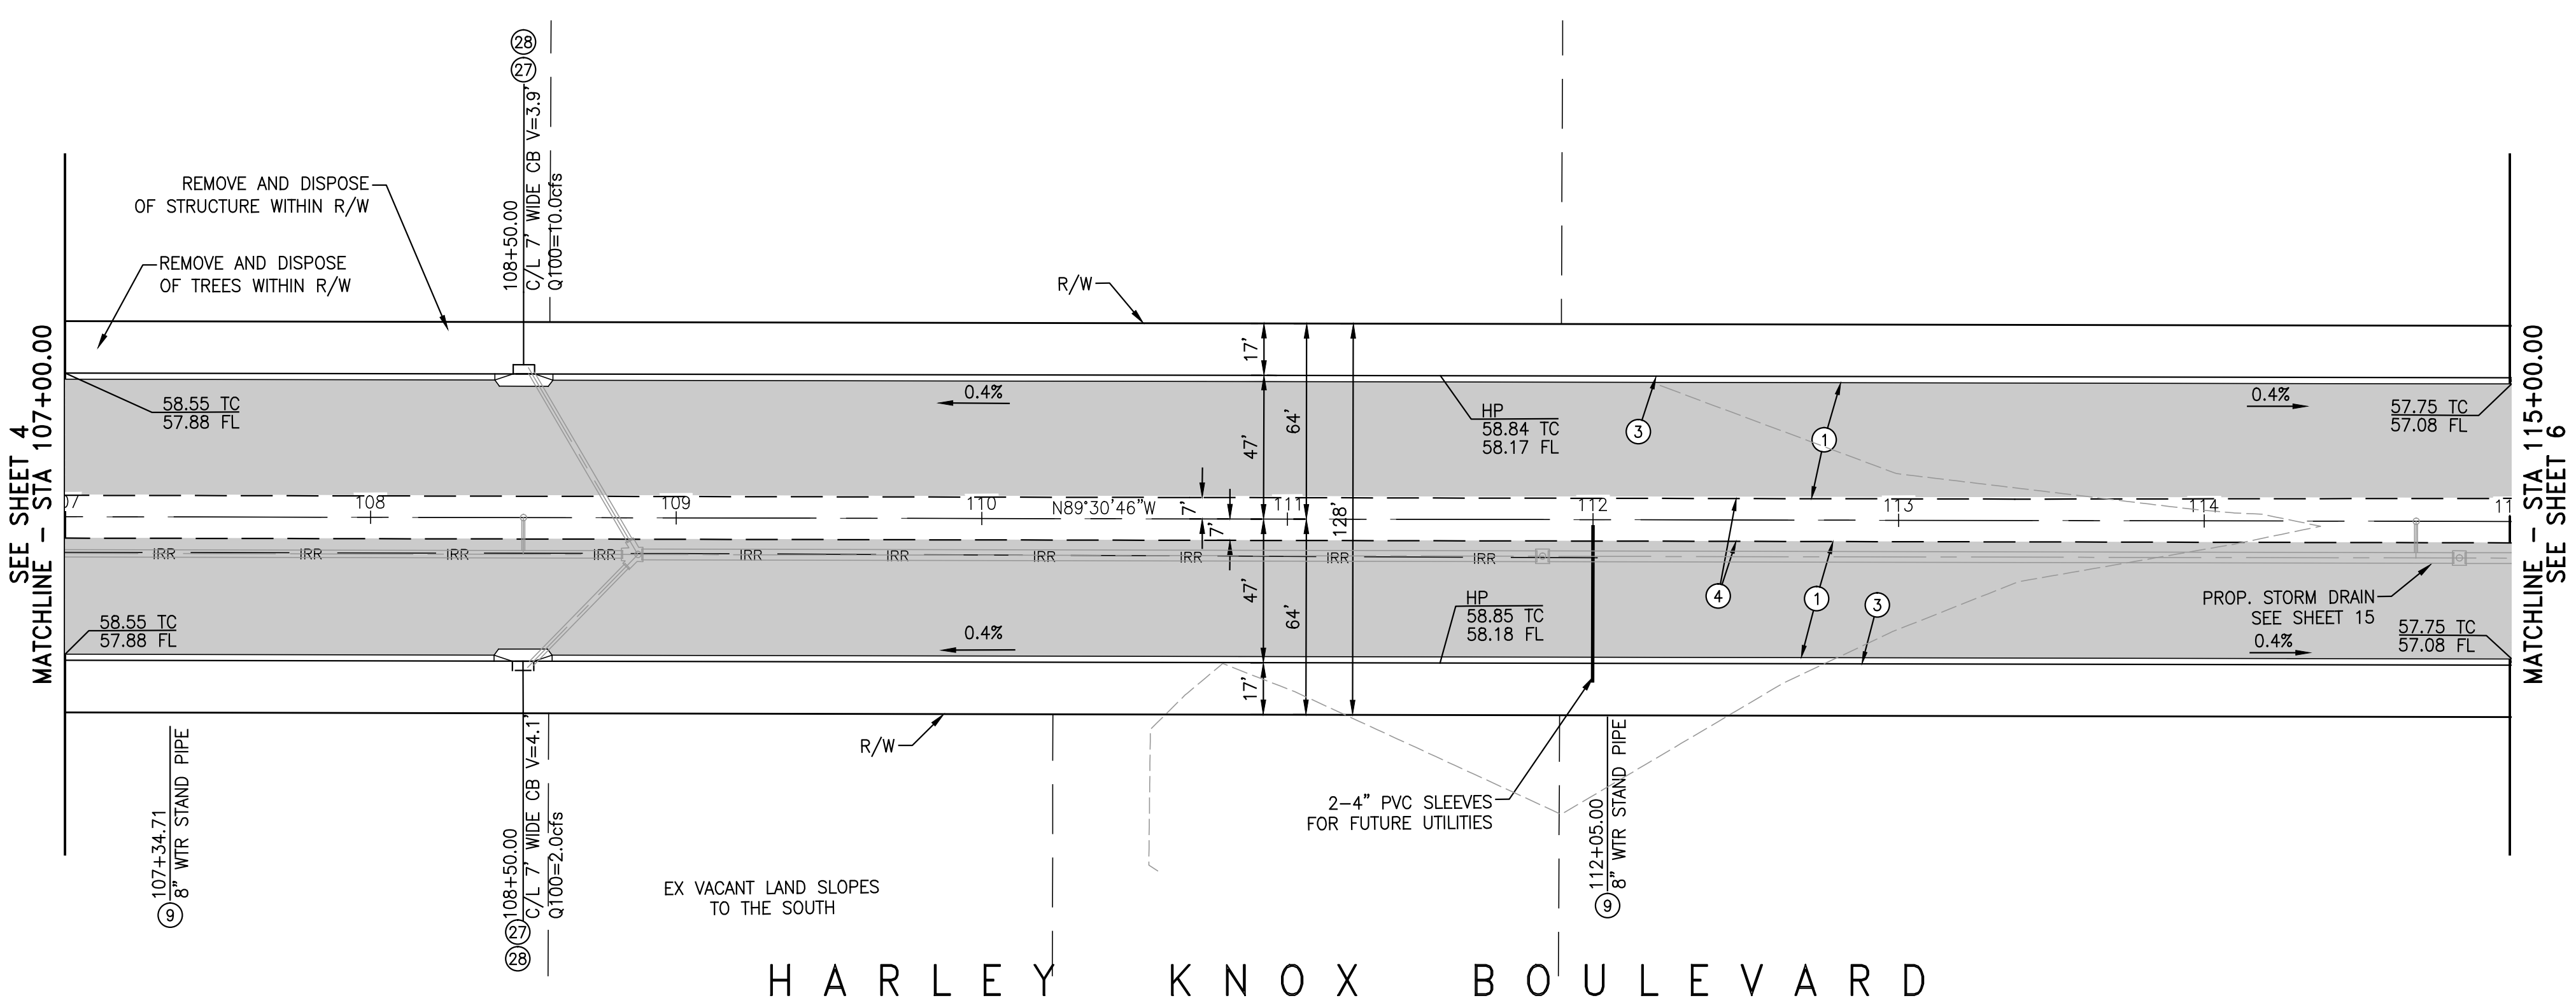 28
27
108+50.00
C/L 7' WIDE CB V=3.9'
Q100=10.0cfs
REMOVE AND DISPOSE
OF STRUCTURE WITHIN R/W
REMOVE AND DISPOSE
OF TREES WITHIN R/W
R/W
SEE SHEET 4
MATCHLINE - STA 107+00.00
MATCHLINE - STA 115+00.00
SEE SHEET 6
58.55 TC
57.88 FL
0.4%
17'
47'
64'
HP
58.84 TC
58.17 FL
3
1
0.4%
57.75 TC
57.08 FL
07
108
109
110
N89°30'46"W
7'
7'
111
128'
112
113
114
11
IRR
IRR
IRR
IRR
IRR
IRR
IRR
IRR
IRR
IRR
58.55 TC
57.88 FL
0.4%
47'
64'
17'
HP
58.85 TC
58.18 FL
4
1
3
PROP. STORM DRAIN
SEE SHEET 15
0.4%
57.75 TC
57.08 FL
R/W
107+34.71
8" WTR STAND PIPE
9
108+50.00
C/L 7' WIDE CB V=4.1'
Q100=2.0cfs
27
28
EX VACANT LAND SLOPES
TO THE SOUTH
2-4" PVC SLEEVES
FOR FUTURE UTILITIES
112+05.00
8" WTR STAND PIPE
9
HARLEY KNOX BOULEVARD